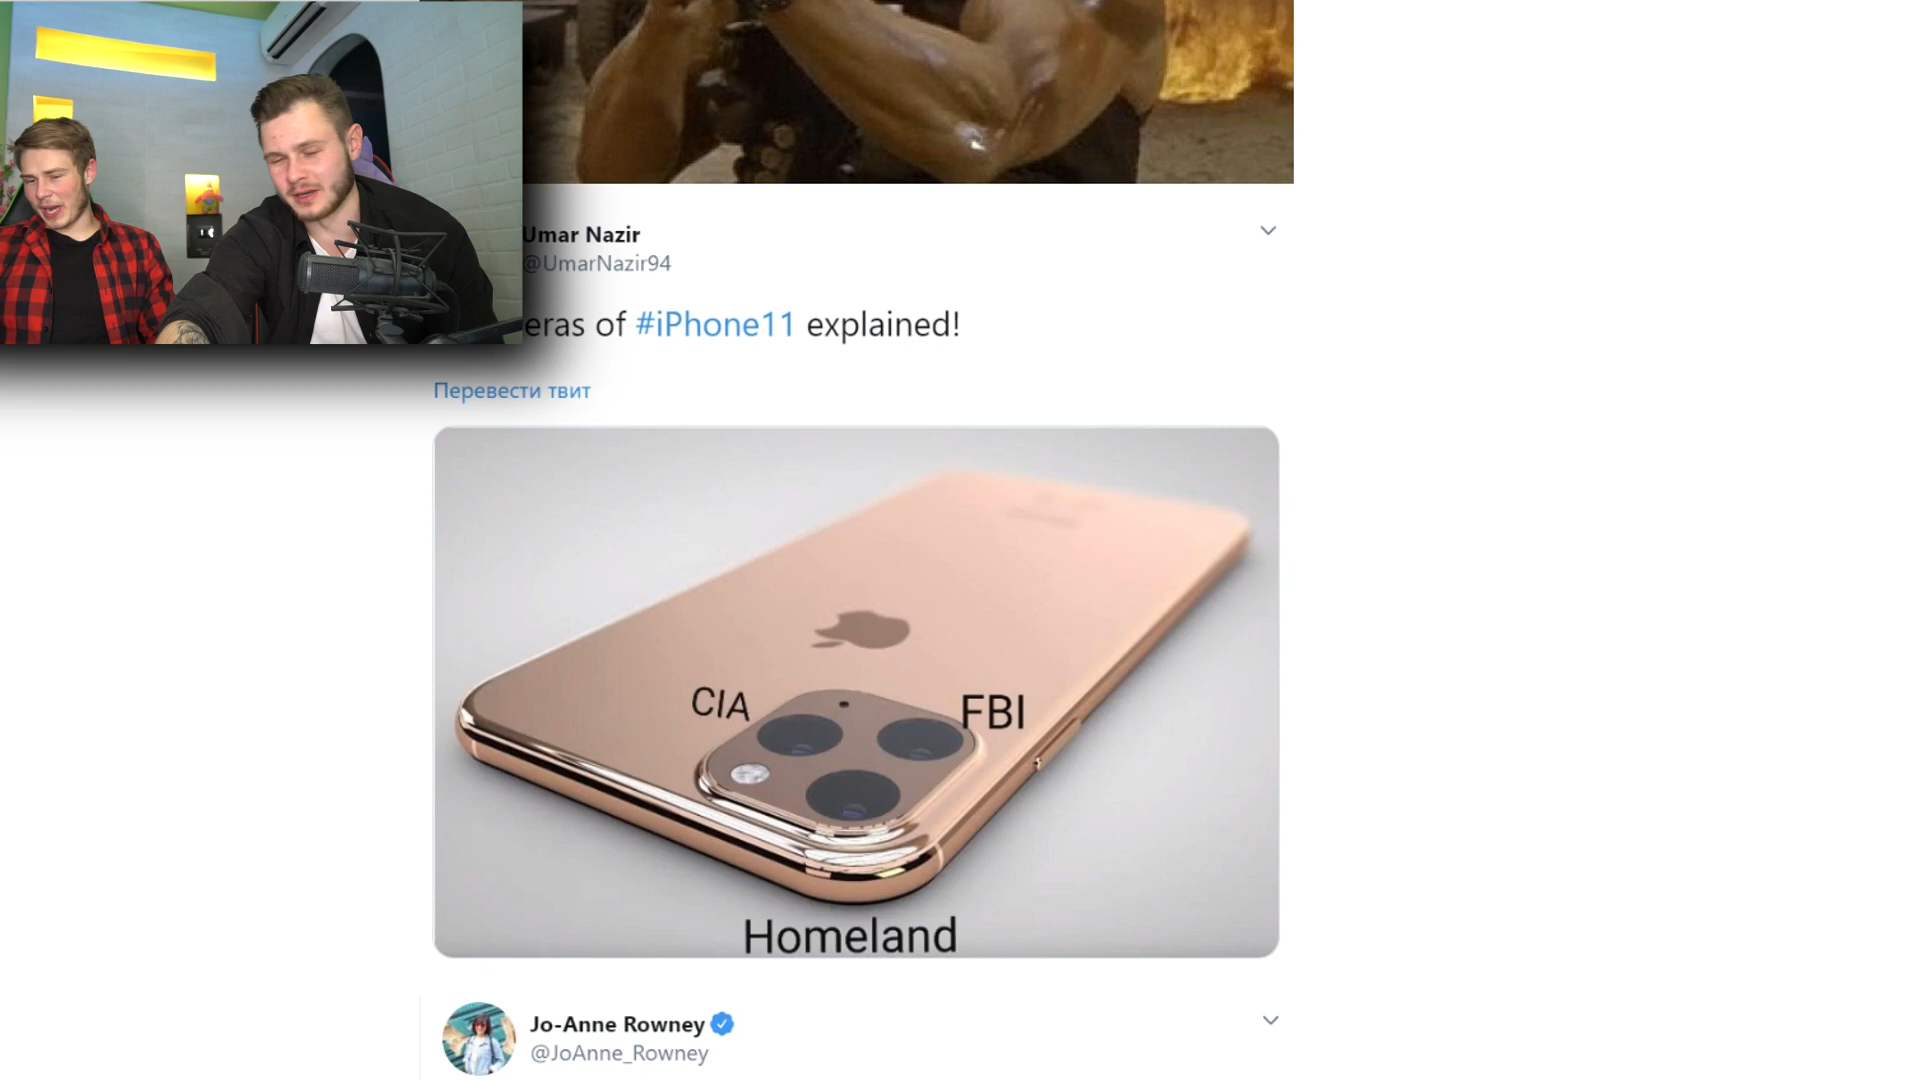 Umar Nazir
@UmarNazir94
eras of #iPhone11 explained!
Перевести твит
CIA
FBI
Homeland
Jo-Anne Rowney
@JoAnne_Rowney